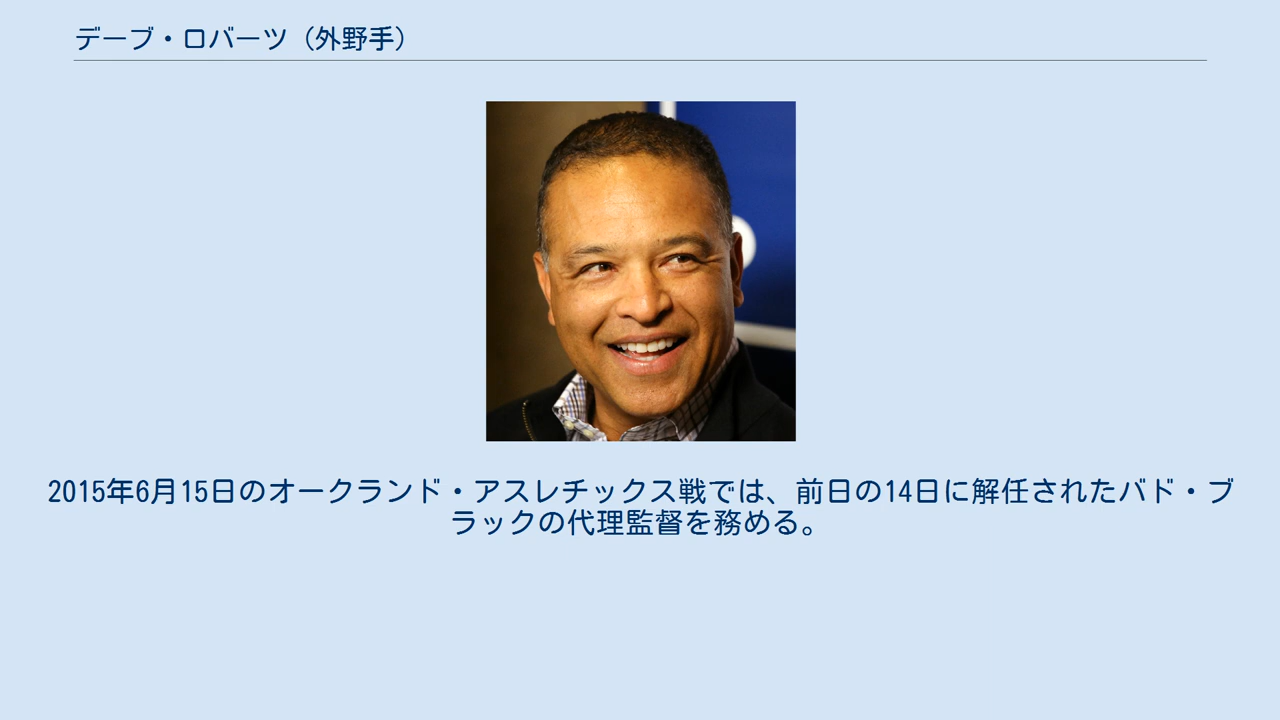 デーブ・ロバーツ（外野手）
2015年6月15日のオークランド・アスレチックス戦では、前日の14日に解任されたバド・ブ
ラックの代理監督を務める。